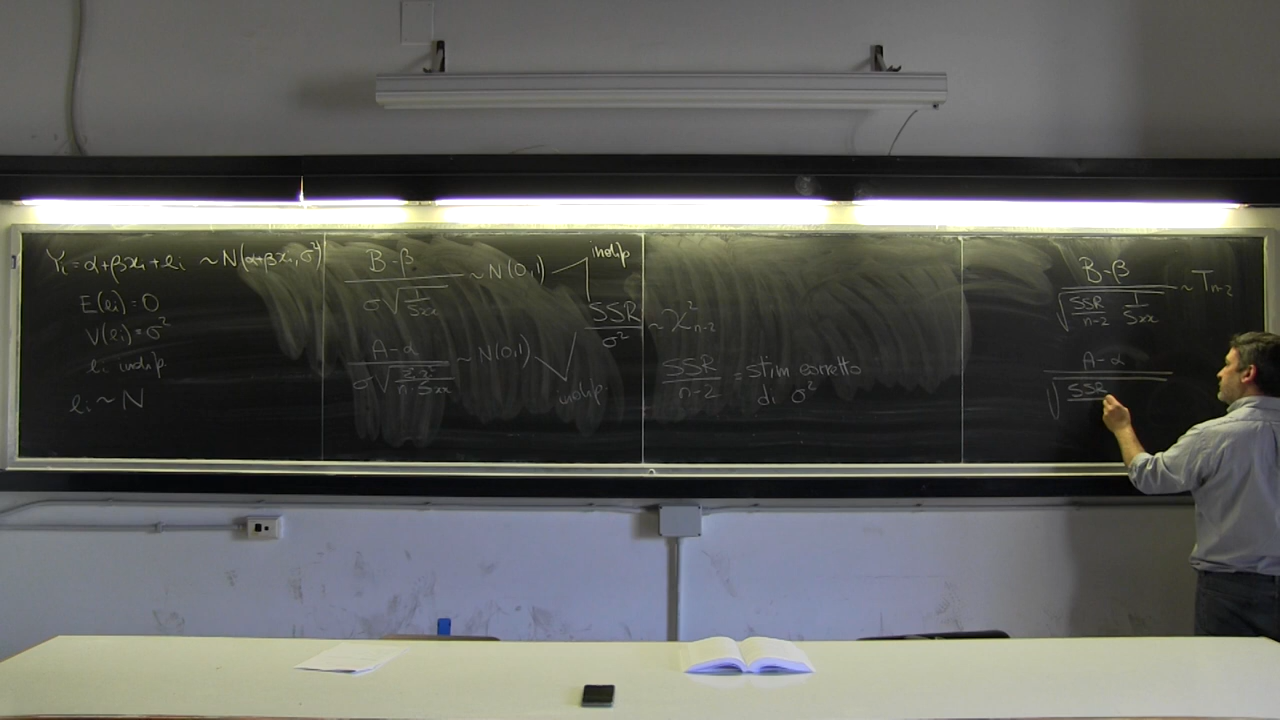 Yᵢ = α+βxᵢ + eᵢ ~ N(α+βxᵢ, σ²)
E(eᵢ) = 0
V(eᵢ) = σ²
eᵢ indip.
eᵢ ~ N
B-β / σ√(1/Sxx) ~ N(0,1)
indip
SSR / σ² ~ χ²ₙ₋₂
A-α / σ√(Σxᵢ² / n·Sxx) ~ N(0,1)
indip.
SSR / n-2 = stim corretto
di σ²
B-β / √(SSR / n-2 · 1 / Sxx) ~ Tₙ₋₂
A-α / √(SSR